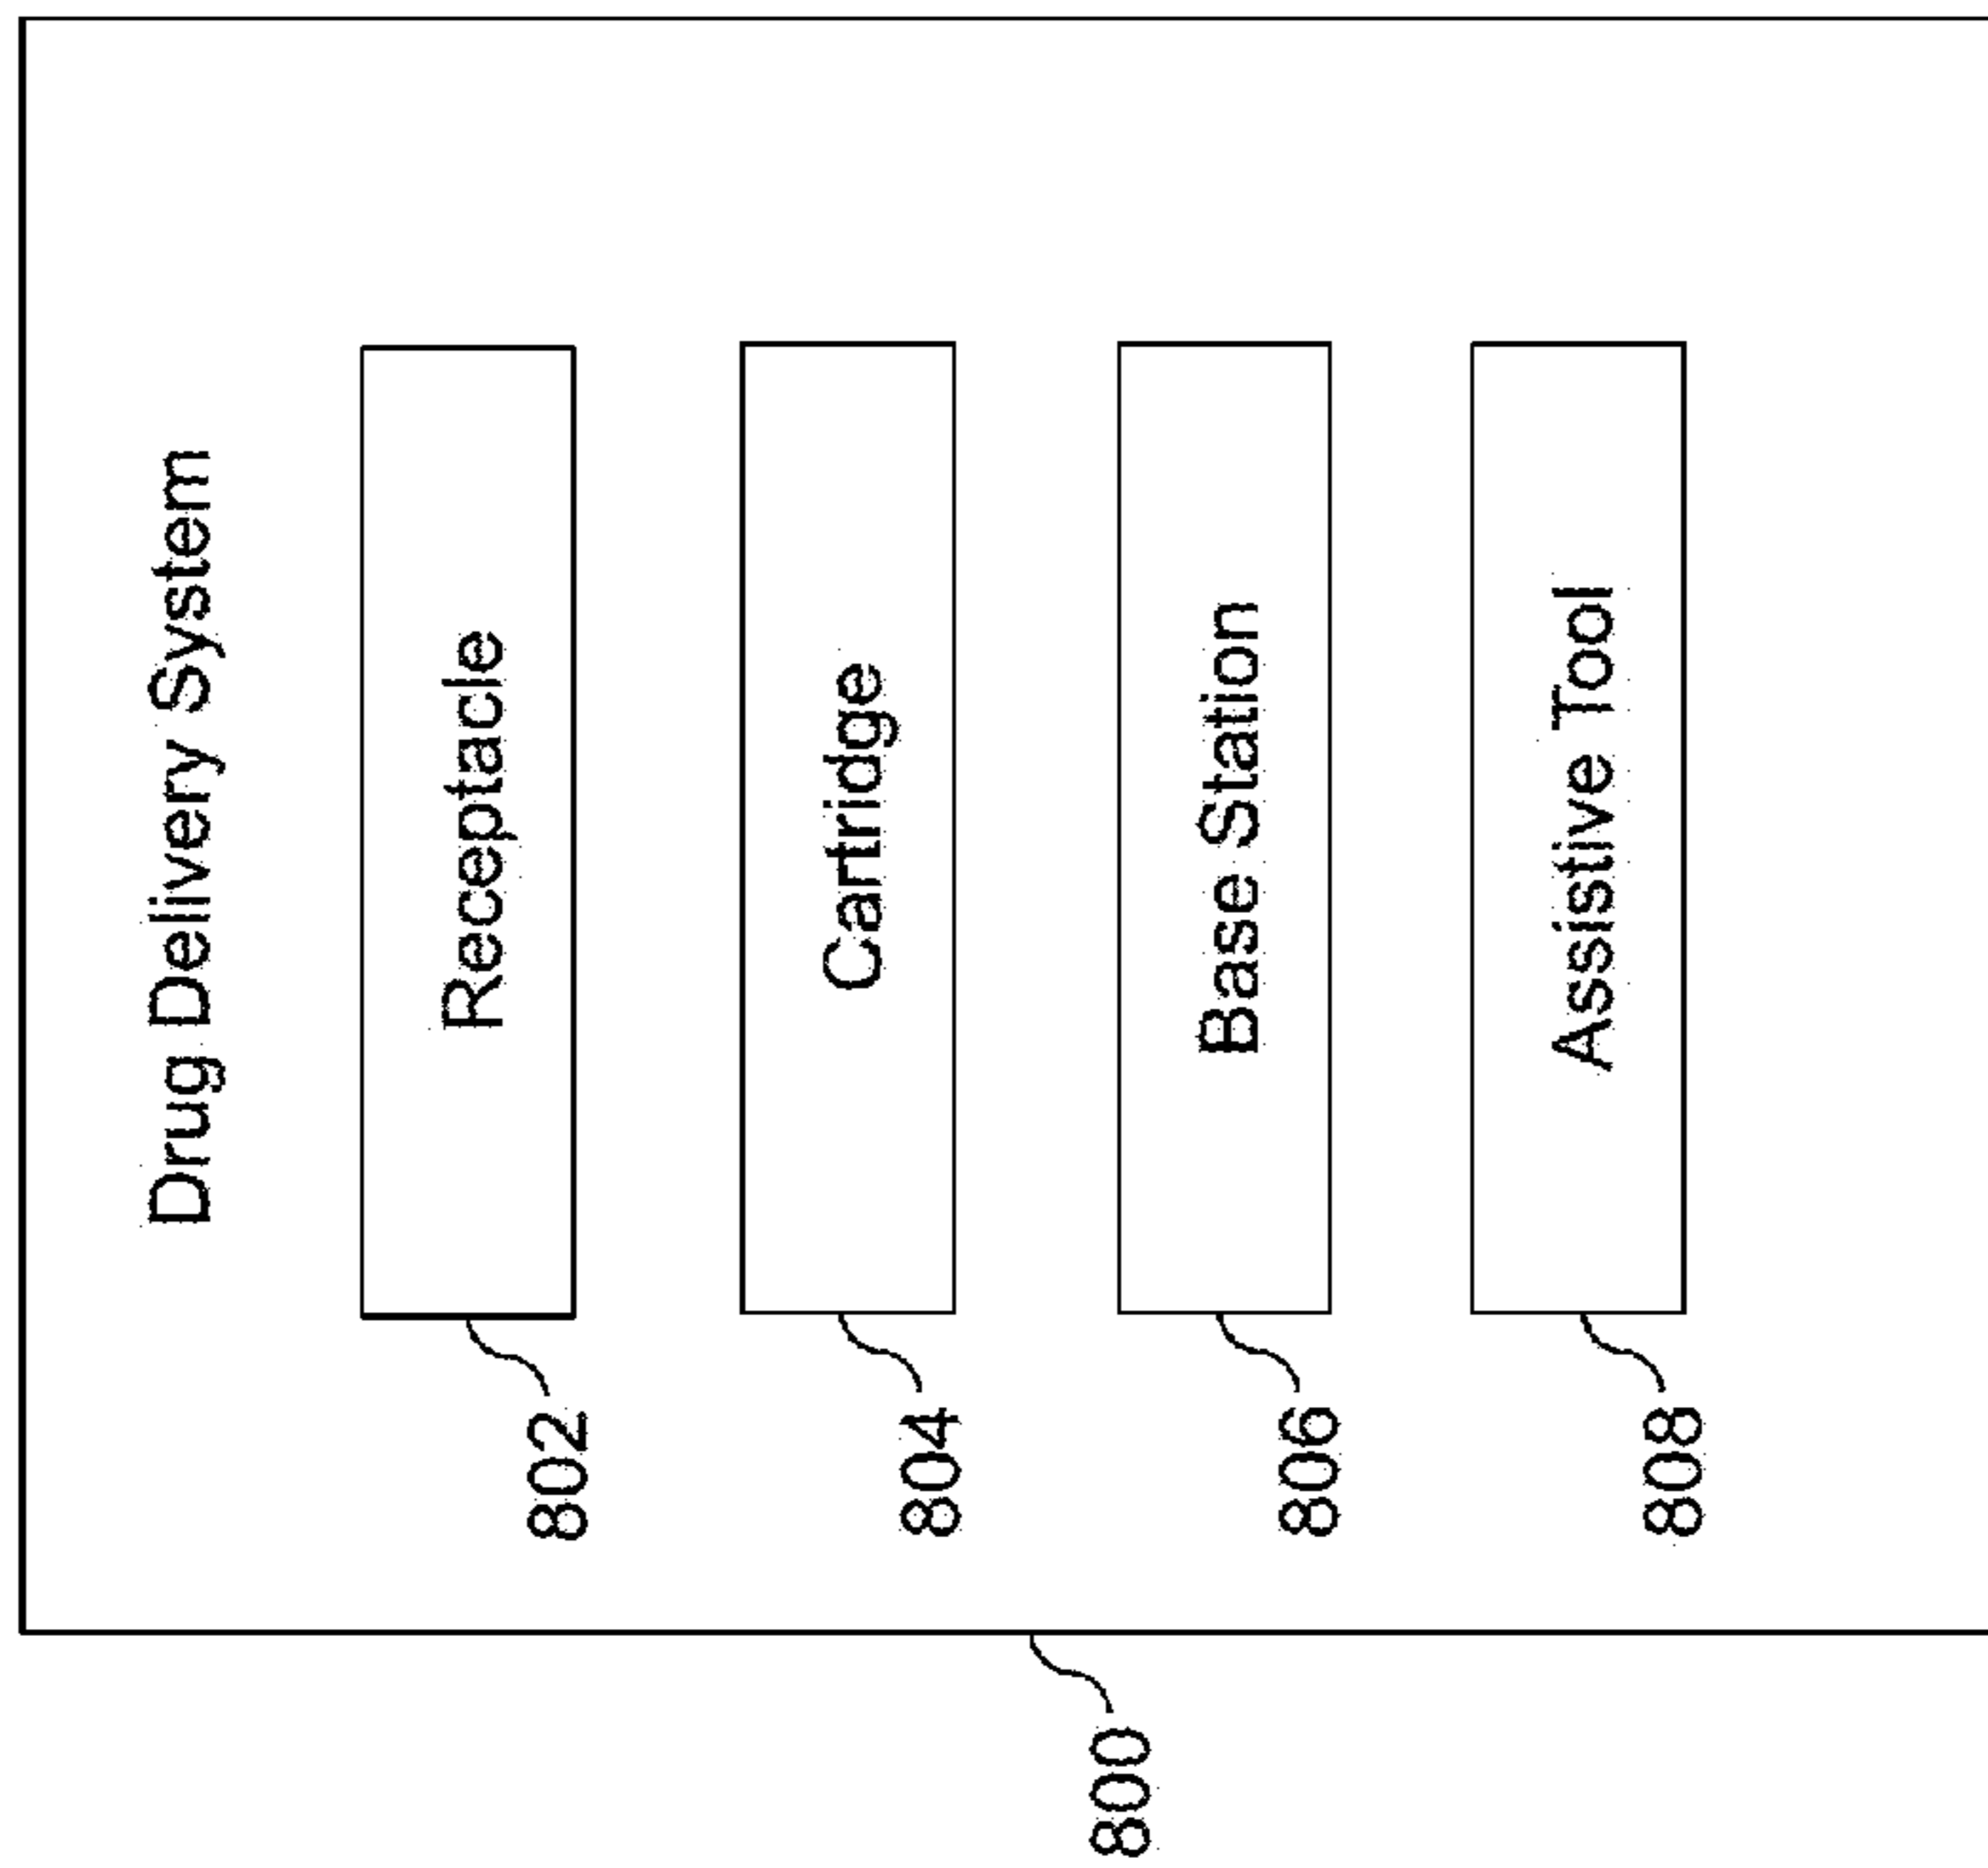 Drug Delivery System
Receptacle
802
Cartridge
804
Base Station
806
Assistive Tool
808
800